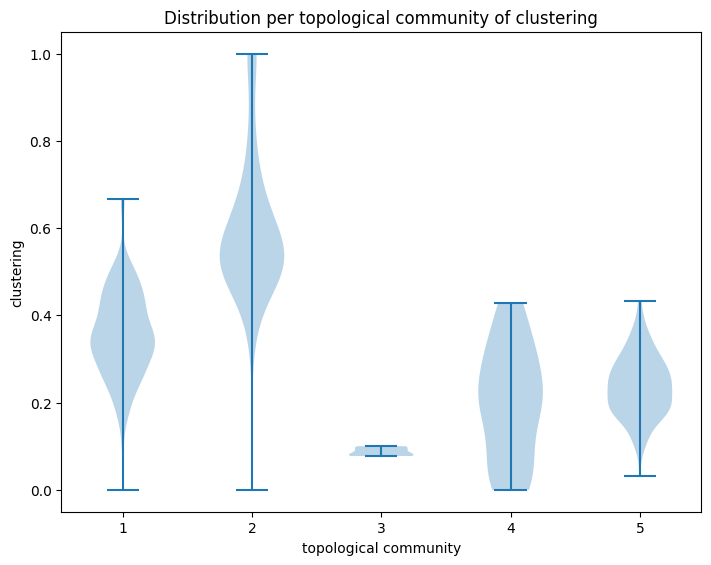 Distribution per topological community of clustering
1.0
0.8
0.6
0.4
0.2
0.0
clustering
1 2 3 4 5
topological community